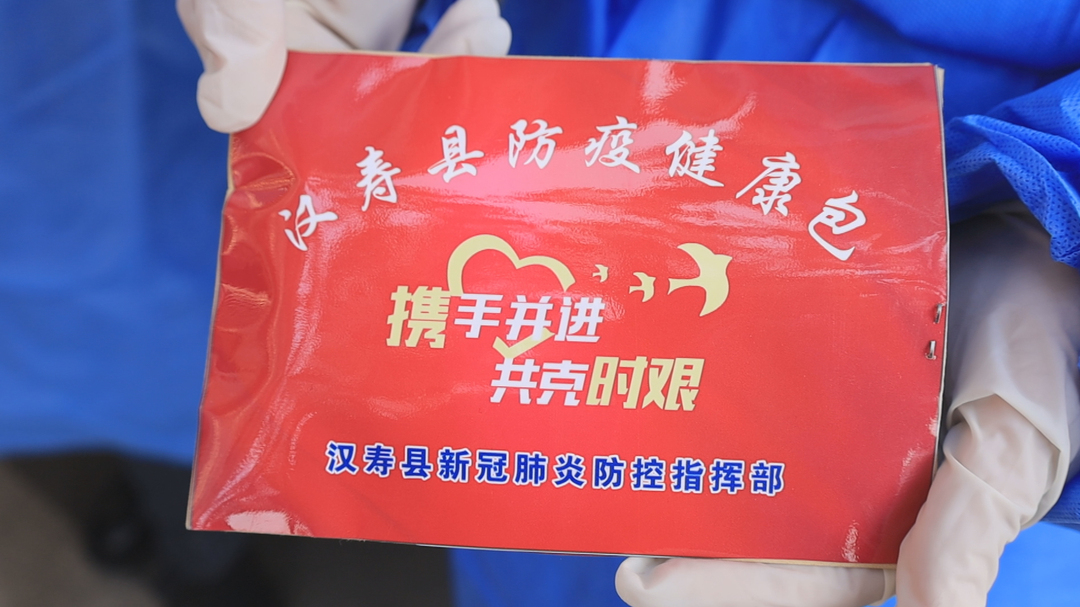 汉寿县防疫健康包
携手并进
共克时艰
汉寿县新冠肺炎防控指挥部